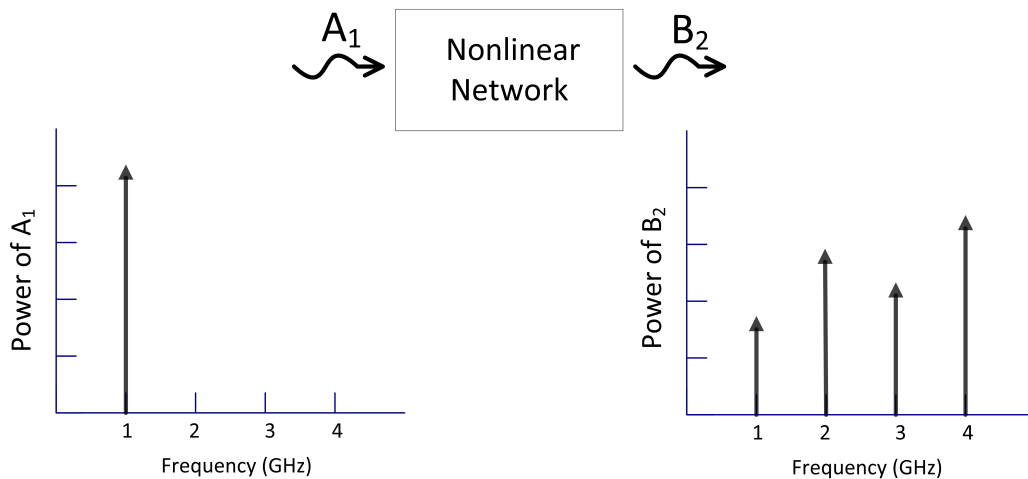 A₁
Nonlinear
Network
B₂
Power of A₁
1 2 3 4
Frequency (GHz)
Power of B₂
1 2 3 4
Frequency (GHz)